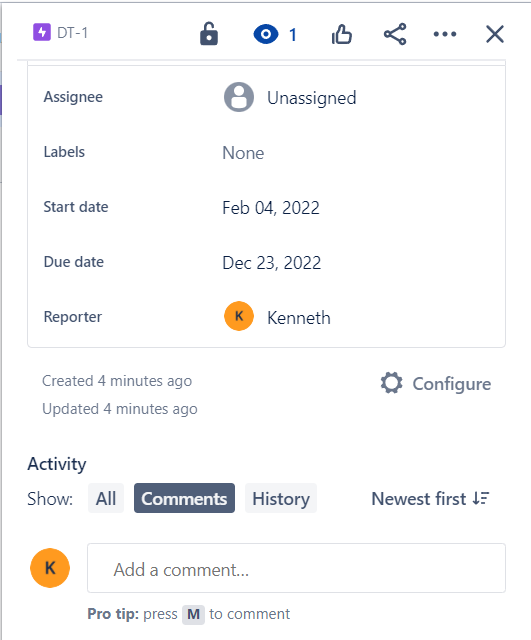 DT-1 1
Assignee Unassigned
Labels None
Start date Feb 04, 2022
Due date Dec 23, 2022
Reporter K Kenneth
Created 4 minutes ago Configure
Updated 4 minutes ago
Activity
Show: All Comments History Newest first
K Add a comment...
Pro tip: press M to comment